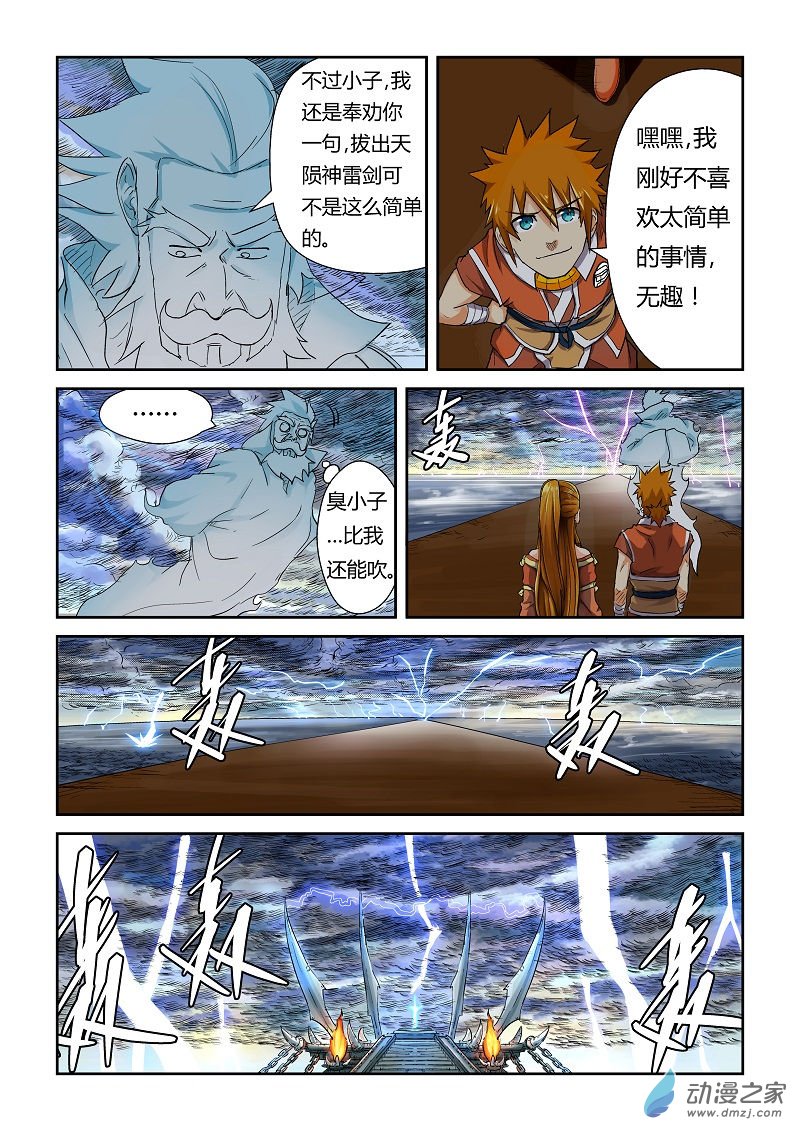 不过小子,我
还是奉劝你
一句,拔出天
陨神雷剑可
不是这么简单
的。
嘿嘿,我
刚好不喜
欢太简单
的事情,
无趣!
……
臭小子
…比我
还能吹。
轰
轰
轰
轰
轰
轰
动漫之家
www.dmzj.com